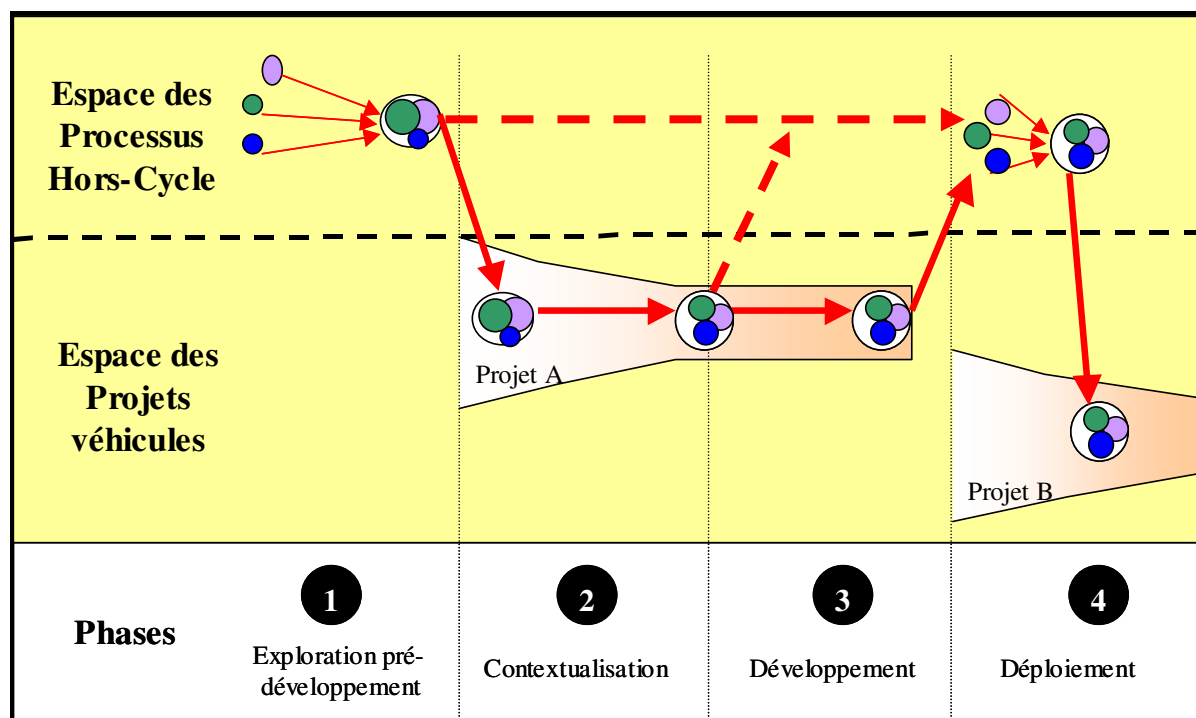 Espace des
Processus
Hors-Cycle
Espace des
Projets
véhicules
Projet A
Projet B
Phases
1
2
3
4
Exploration pré-
développement
Contextualisation
Développement
Déploiement